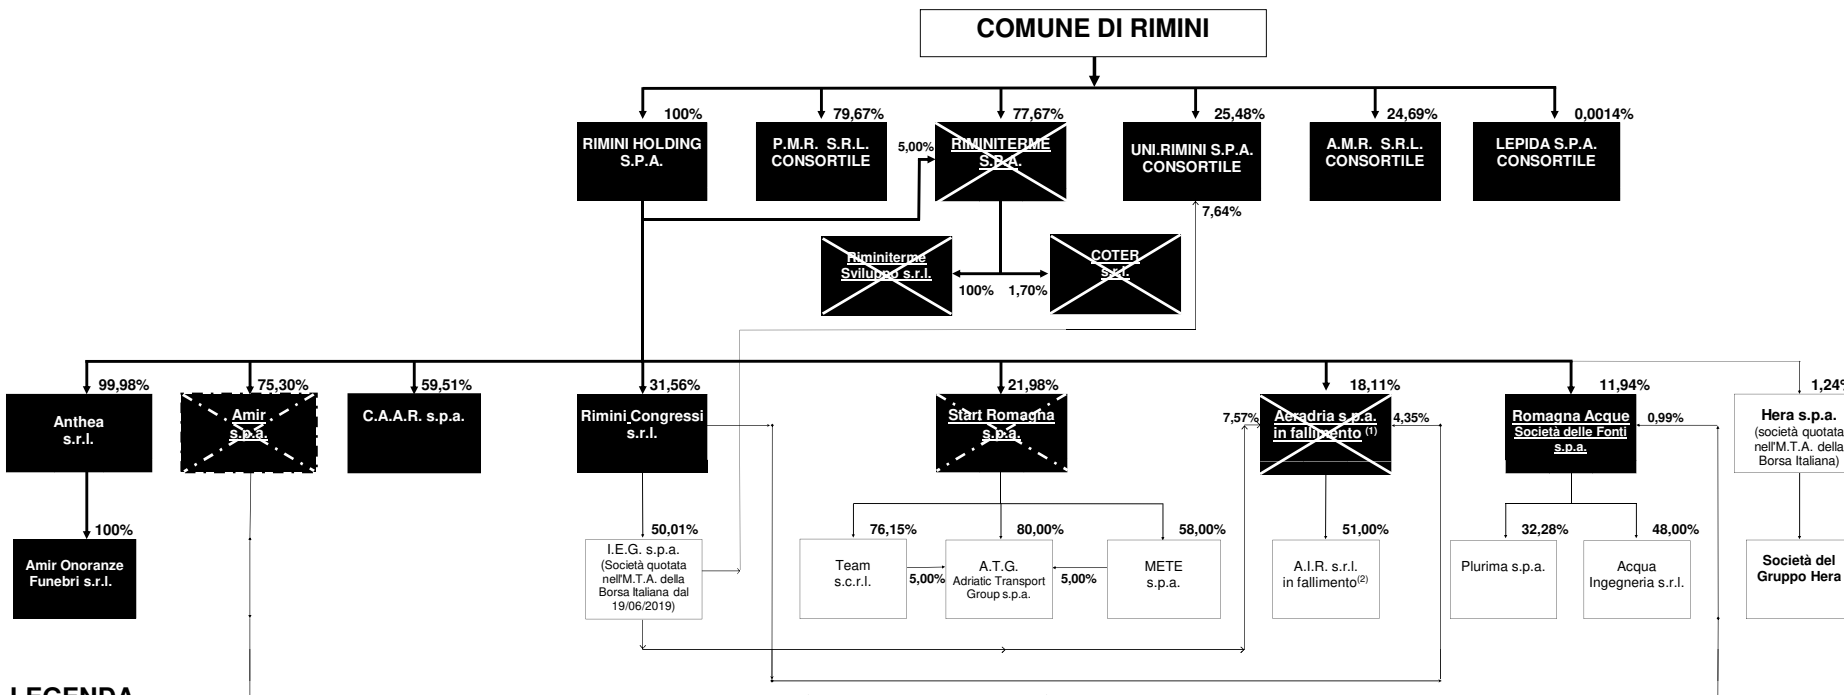 COMUNE DI RIMINI
100%
79,67%
77,67%
25,48%
24,69%
0,0014%
RIMINI HOLDING
S.P.A.
P.M.R. S.R.L.
CONSORTILE
5,00%
RIMINITERME
S.P.A.
UNI.RIMINI S.P.A.
CONSORTILE
A.M.R. S.R.L.
CONSORTILE
LEPIDA S.P.A.
CONSORTILE
7,64%
Riminiterme
Sviluppo s.r.l.
COTER
s.r.l.
100%
1,70%
99,98%
75,30%
59,51%
31,56%
21,98%
18,11%
11,94%
1,24%
Anthea
s.r.l.
Amir
s.p.a.
C.A.A.R. s.p.a.
Rimini Congressi
s.r.l.
Start Romagna
s.p.a.
7,57%
Aeradria s.p.a.
in fallimento (1)
4,35%
Romagna Acque
Società delle Fonti
s.p.a.
0,99%
Hera s.p.a.
(società quotata
nell'M.T.A. della
Borsa Italiana)
100%
50,01%
76,15%
80,00%
58,00%
51,00%
32,28%
48,00%
Amir Onoranze
Funebri s.r.l.
I.E.G. s.p.a.
(Società quotata
nell'M.T.A. della
Borsa Italiana dal
19/06/2019)
Team
s.c.r.l.
5,00%
A.T.G.
Adriatic Transport
Group s.p.a.
5,00%
METE
s.p.a.
A.I.R. s.r.l.
in fallimento(2)
Plurima s.p.a.
Acqua
Ingegneria s.r.l.
Società del
Gruppo Hera
LEGENDA